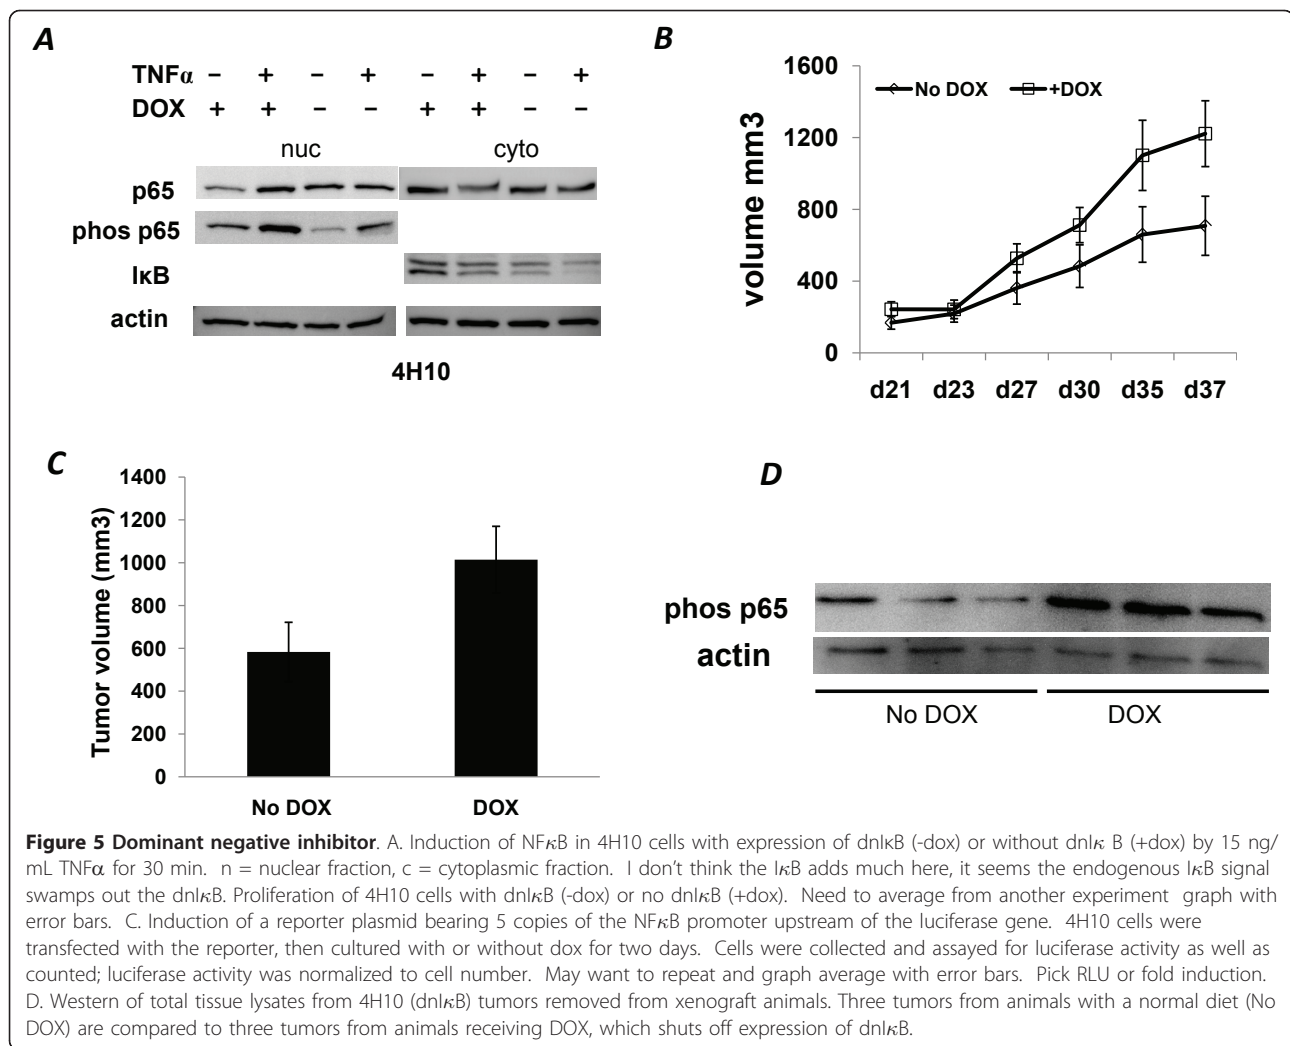 A
TNFα − + − + − + − +
DOX + + − − + + − −
nuc cyto
p65
phos p65
IκB
actin
4H10
B
No DOX +DOX
volume mm3
1600
1200
800
400
0
d21 d23 d27 d30 d35 d37
C
Tumor volume (mm3)
1400
1200
1000
800
600
400
200
0
No DOX DOX
D
phos p65
actin
No DOX DOX
Figure 5 Dominant negative inhibitor. A. Induction of NFκB in 4H10 cells with expression of dnIκB (-dox) or without dnIκ B (+dox) by 15 ng/
mL TNFα for 30 min. n = nuclear fraction, c = cytoplasmic fraction. I don't think the IκB adds much here, it seems the endogenous IκB signal
swamps out the dnIκB. Proliferation of 4H10 cells with dnIκB (-dox) or no dnIκB (+dox). Need to average from another experiment graph with
error bars. C. Induction of a reporter plasmid bearing 5 copies of the NFκB promoter upstream of the luciferase gene. 4H10 cells were
transfected with the reporter, then cultured with or without dox for two days. Cells were collected and assayed for luciferase activity as well as
counted; luciferase activity was normalized to cell number. May want to repeat and graph average with error bars. Pick RLU or fold induction.
D. Western of total tissue lysates from 4H10 (dnIκB) tumors removed from xenograft animals. Three tumors from animals with a normal diet (No
DOX) are compared to three tumors from animals receiving DOX, which shuts off expression of dnIκB.